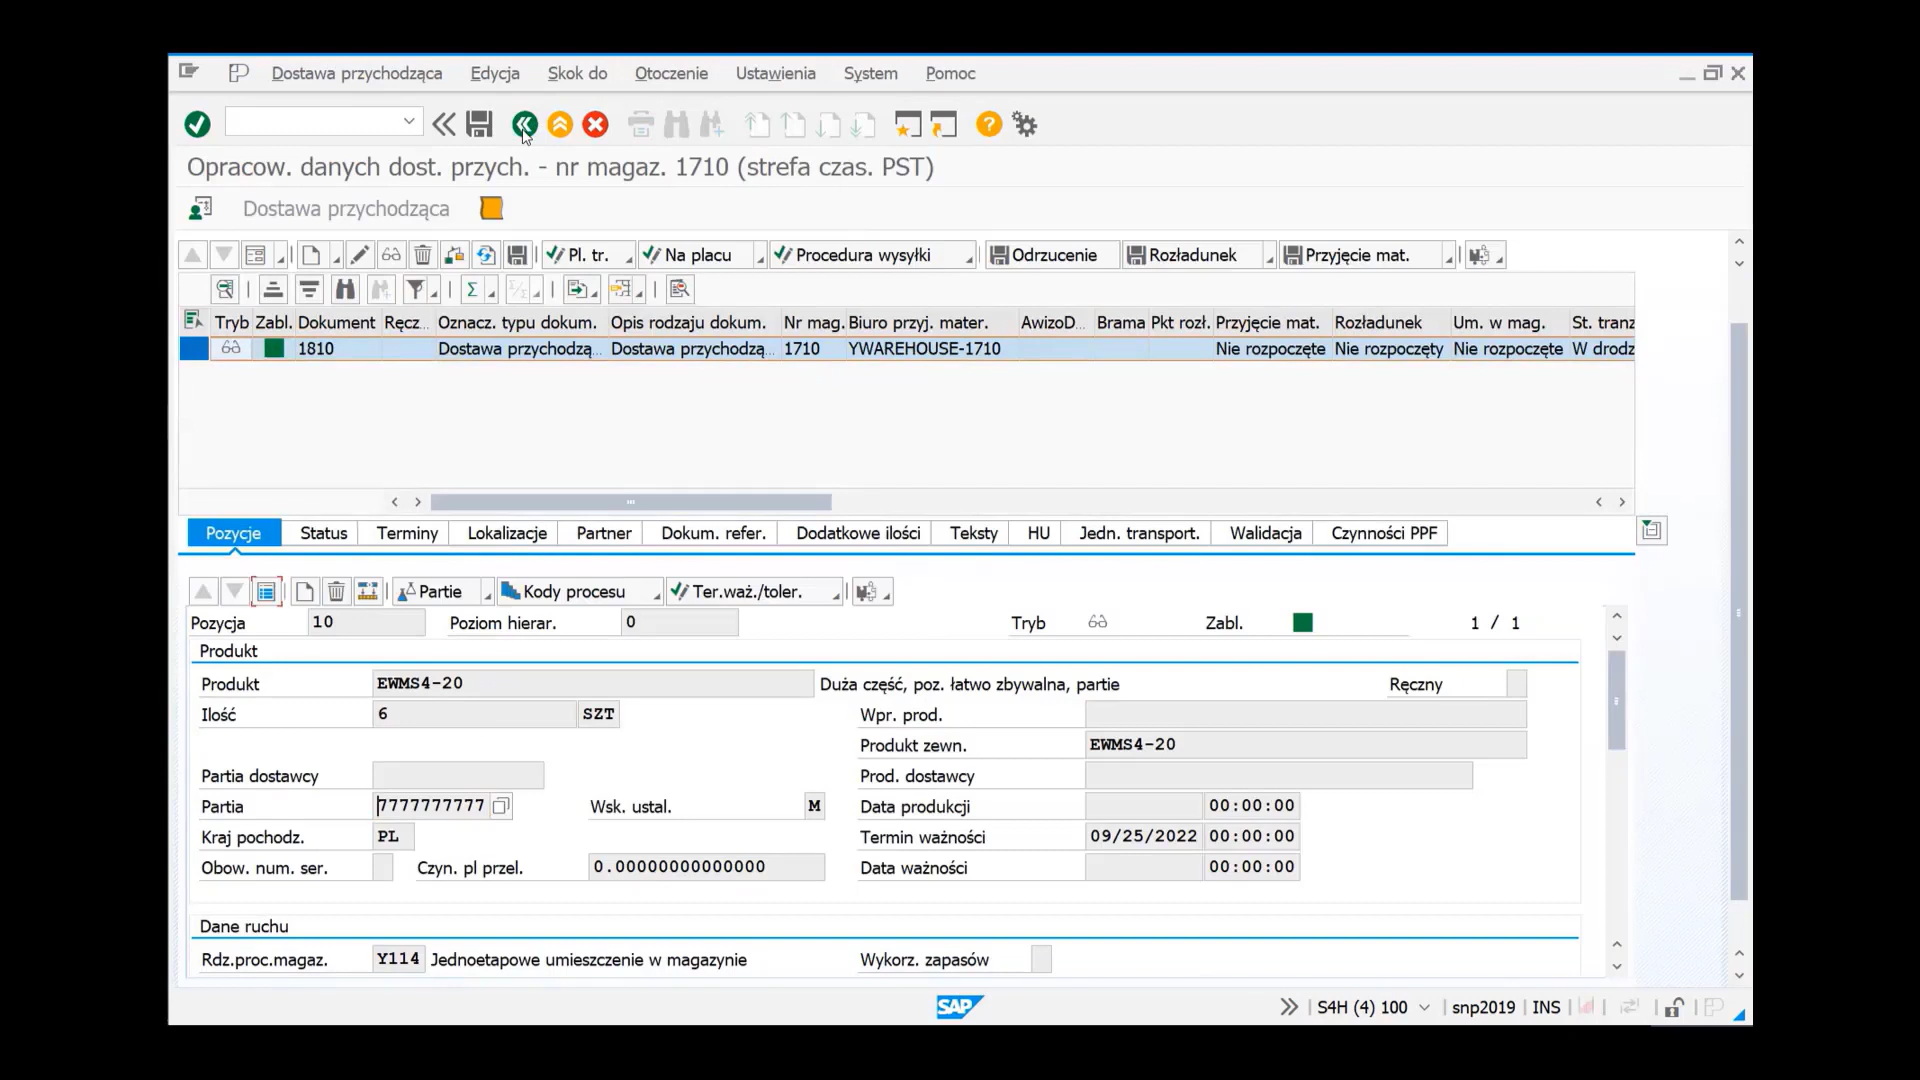 Dostawa przychodząca Edycja Skok do Otoczenie Ustawienia System Pomoc
Opracow. danych dost. przych. - nr magaz. 1710 (strefa czas. PST)
Dostawa przychodząca
Pl. tr. Na placu Procedura wysyłki Odrzucenie Rozładunek Przyjęcie mat.
Tryb Zabl. Dokument Ręcz... Oznacz. typu dokum. Opis rodzaju dokum. Nr mag. Biuro przyj. mater. AwizoD... Brama Pkt rozł. Przyjęcie mat. Rozładunek Um. w mag. St. tranz
1810 Dostawa przychodzą... Dostawa przychodzą... 1710 YWAREHOUSE-1710 Nie rozpoczęte Nie rozpoczęty Nie rozpoczęte W drodz
Pozycje Status Terminy Lokalizacje Partner Dokum. refer. Dodatkowe ilości Teksty HU Jedn. transport. Walidacja Czynności PPF
Partie Kody procesu Ter.waż./toler.
Pozycja 10 Poziom hierar. 0 Tryb Zabl. 1 / 1
Produkt
Produkt EWMS4-20 Duża część, poz. łatwo zbywalna, partie Ręczny
Ilość 6 SZT Wpr. prod.
Produkt zewn. EWMS4-20
Partia dostawcy Prod. dostawcy
Partia 7777777777 Wsk. ustal. M Data produkcji 00:00:00
Kraj pochodz. PL Termin ważności 09/25/2022 00:00:00
Obow. num. ser. Czyn. pl przel. 0.00000000000000 Data ważności 00:00:00
Dane ruchu
Rdz.proc.magaz. Y114 Jednoetapowe umieszczenie w magazynie Wykorz. zapasów
SAP S4H (4) 100 snp2019 INS